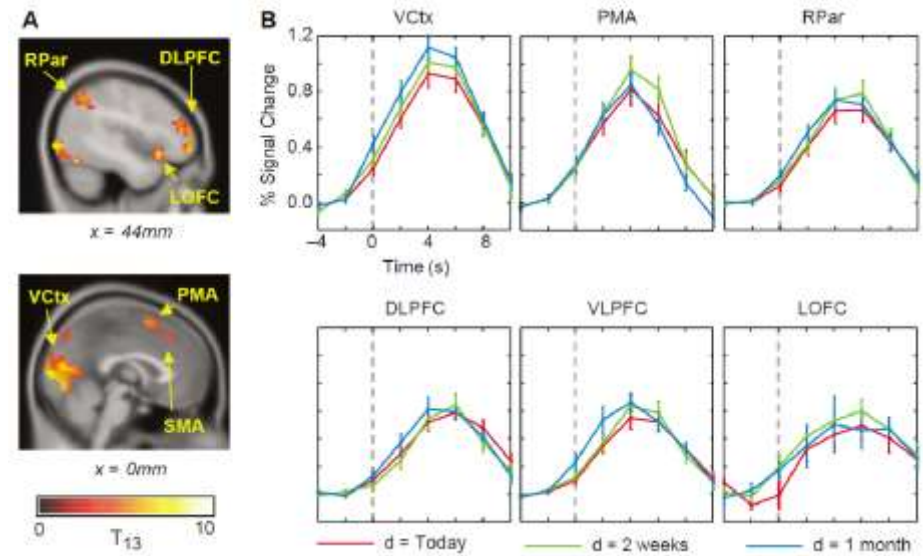 A
RPar
DLPFC
LOFC
x = 44mm
VCtx
PMA
SMA
x = 0mm
0
10
T13
B
VCtx
PMA
RPar
% Signal Change
1.2
0.8
0.4
0.0
−4 0 4 8
Time (s)
DLPFC
VLPFC
LOFC
d = Today
d = 2 weeks
d = 1 month